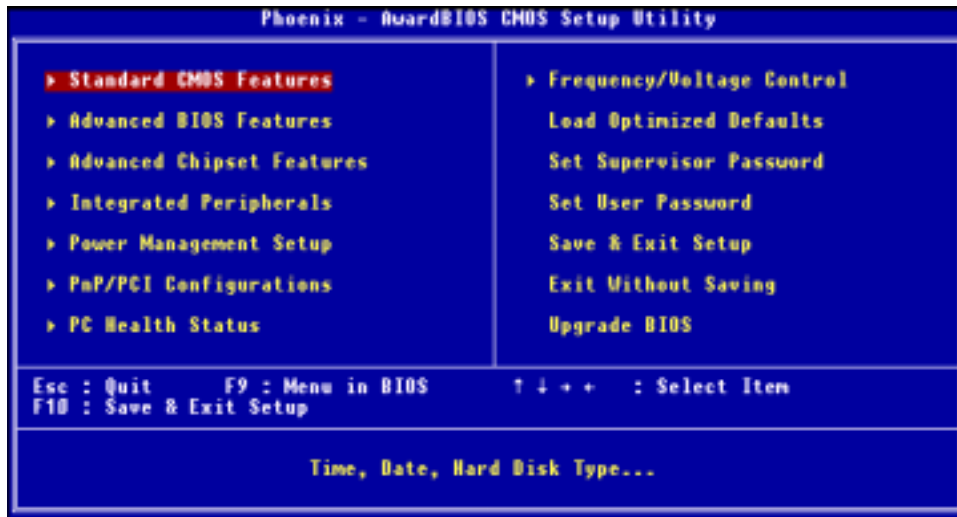 Phoenix - AwardBIOS CMOS Setup Utility
▸ Standard CMOS Features
▸ Advanced BIOS Features
▸ Advanced Chipset Features
▸ Integrated Peripherals
▸ Power Management Setup
▸ PnP/PCI Configurations
▸ PC Health Status
▸ Frequency/Voltage Control
Load Optimized Defaults
Set Supervisor Password
Set User Password
Save & Exit Setup
Exit Without Saving
Upgrade BIOS
Esc : Quit F9 : Menu in BIOS ↑ ↓ → ← : Select Item
F10 : Save & Exit Setup
Time, Date, Hard Disk Type...